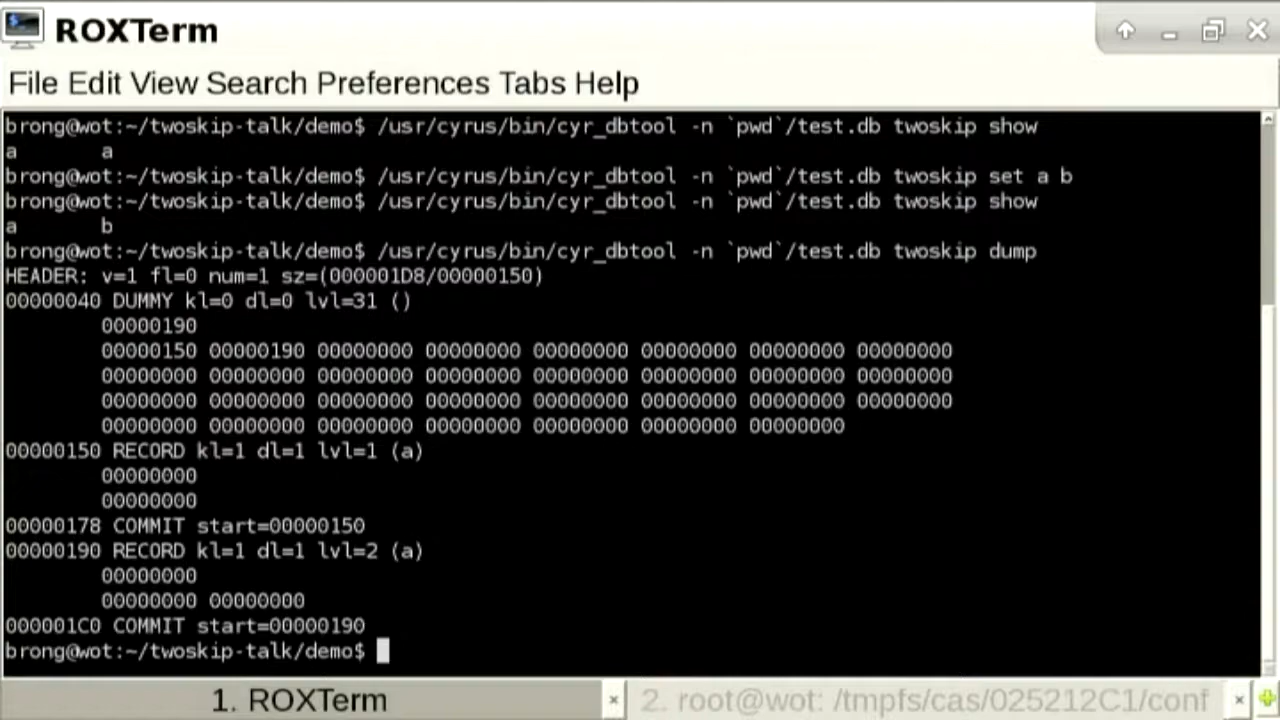 ROXTerm
File Edit View Search Preferences Tabs Help
brong@wot:~/twoskip-talk/demo$ /usr/cyrus/bin/cyr_dbtool -n `pwd`/test.db twoskip show
a a
brong@wot:~/twoskip-talk/demo$ /usr/cyrus/bin/cyr_dbtool -n `pwd`/test.db twoskip set a b
brong@wot:~/twoskip-talk/demo$ /usr/cyrus/bin/cyr_dbtool -n `pwd`/test.db twoskip show
a b
brong@wot:~/twoskip-talk/demo$ /usr/cyrus/bin/cyr_dbtool -n `pwd`/test.db twoskip dump
HEADER: v=1 fl=0 num=1 sz=(000001D8/00000150)
00000040 DUMMY kl=0 dl=0 lvl=31 ()
00000190
00000150 00000190 00000000 00000000 00000000 00000000 00000000 00000000
00000000 00000000 00000000 00000000 00000000 00000000 00000000 00000000
00000000 00000000 00000000 00000000 00000000 00000000 00000000 00000000
00000000 00000000 00000000 00000000 00000000 00000000 00000000
00000150 RECORD kl=1 dl=1 lvl=1 (a)
00000000
00000000
00000178 COMMIT start=00000150
00000190 RECORD kl=1 dl=1 lvl=2 (a)
00000000
00000000 00000000
000001C0 COMMIT start=00000190
brong@wot:~/twoskip-talk/demo$
1. ROXTerm
2. root@wot: /tmpfs/cas/025212C1/conf